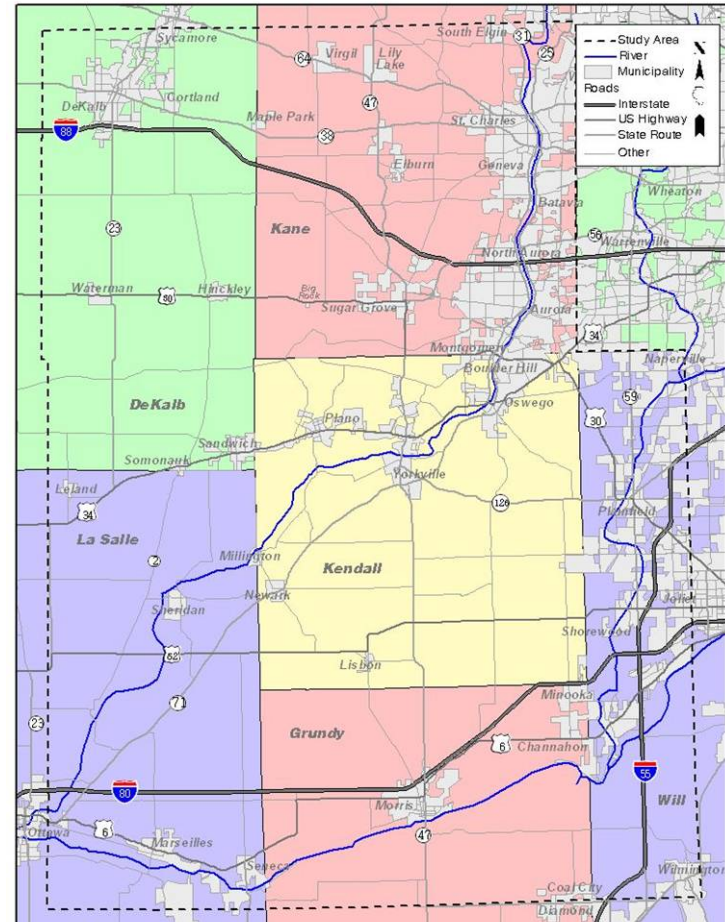 Sycamore
South Elgin
31
Study Area
River
Municipality
Roads
Interstate
US Highway
State Route
Other
25
64
Virgil
Lily
Lake
47
DeKalb
Cortland
Maple Park
38
St. Charles
88
Elburn
Geneva
Wheaton
Batavia
Kane
23
56
Warrenville
North Aurora
Waterman
Hinckley
Big
Rock
Sugar Grove
Aurora
34
Montgomery
Boulder Hill
Naperville
DeKalb
Oswego
59
30
Plano
Sandwich
Somonauk
Yorkville
Leland
34
126
Plainfield
La Salle
2
Millington
Kendall
Newark
Sheridan
Joliet
Shorewood
52
Lisbon
71
Minooka
23
Grundy
6
Channahon
80
55
Will
Morris
Ottawa
6
Marseilles
47
Seneca
Wilmington
Coal City
Diamond